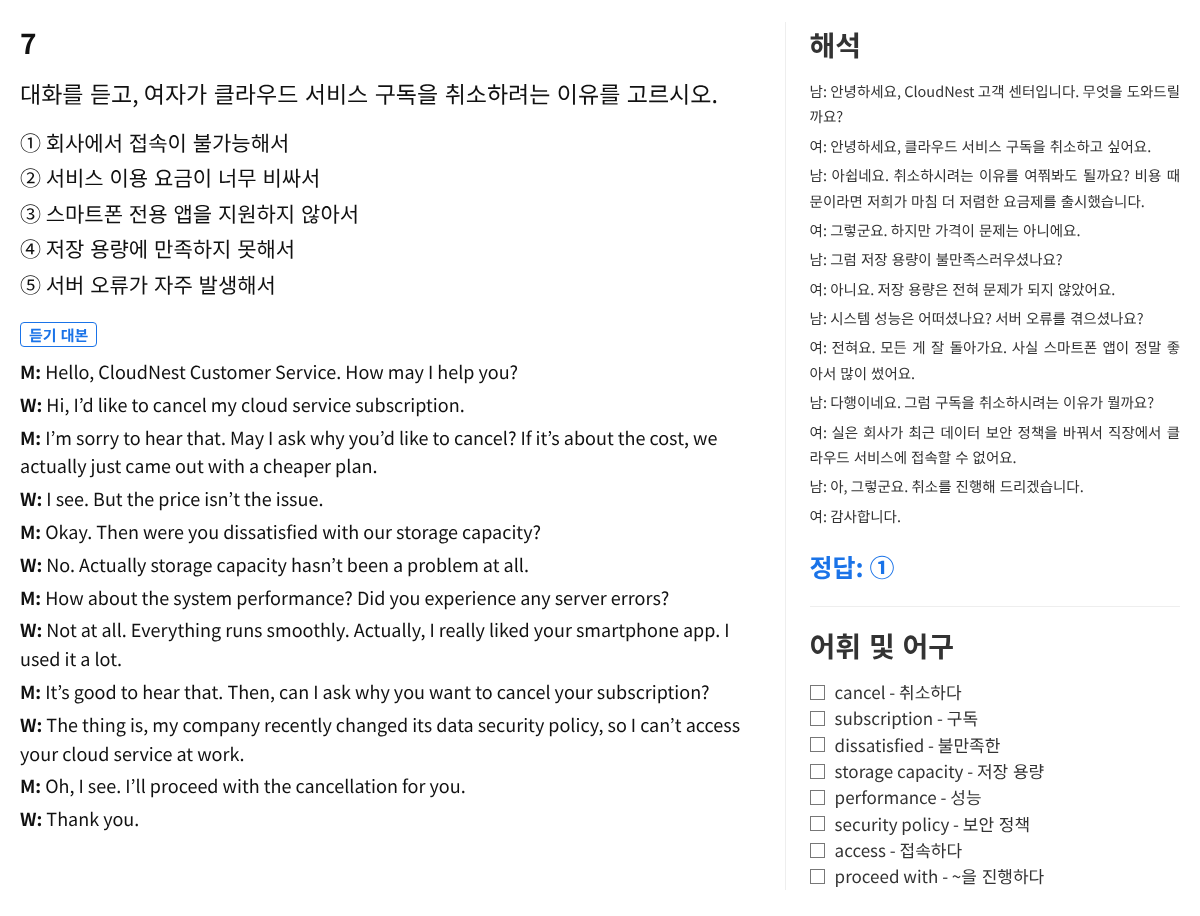 7
대화를 듣고, 여자가 클라우드 서비스 구독을 취소하려는 이유를 고르시오.
① 회사에서 접속이 불가능해서
② 서비스 이용 요금이 너무 비싸서
③ 스마트폰 전용 앱을 지원하지 않아서
④ 저장 용량에 만족하지 못해서
⑤ 서버 오류가 자주 발생해서
듣기 대본
M: Hello, CloudNest Customer Service. How may I help you?
W: Hi, I’d like to cancel my cloud service subscription.
M: I’m sorry to hear that. May I ask why you’d like to cancel? If it’s about the cost, we
actually just came out with a cheaper plan.
W: I see. But the price isn’t the issue.
M: Okay. Then were you dissatisfied with our storage capacity?
W: No. Actually storage capacity hasn’t been a problem at all.
M: How about the system performance? Did you experience any server errors?
W: Not at all. Everything runs smoothly. Actually, I really liked your smartphone app. I
used it a lot.
M: It’s good to hear that. Then, can I ask why you want to cancel your subscription?
W: The thing is, my company recently changed its data security policy, so I can’t access
your cloud service at work.
M: Oh, I see. I’ll proceed with the cancellation for you.
W: Thank you.
해석
남: 안녕하세요, CloudNest 고객 센터입니다. 무엇을 도와드릴
까요?
여: 안녕하세요, 클라우드 서비스 구독을 취소하고 싶어요.
남: 아쉽네요. 취소하시려는 이유를 여쭤봐도 될까요? 비용 때
문이라면 저희가 마침 더 저렴한 요금제를 출시했습니다.
여: 그렇군요. 하지만 가격이 문제는 아니에요.
남: 그럼 저장 용량이 불만족스러우셨나요?
여: 아니요. 저장 용량은 전혀 문제가 되지 않았어요.
남: 시스템 성능은 어떠셨나요? 서버 오류를 겪으셨나요?
여: 전혀요. 모든 게 잘 돌아가요. 사실 스마트폰 앱이 정말 좋
아서 많이 썼어요.
남: 다행이네요. 그럼 구독을 취소하시려는 이유가 뭘까요?
여: 실은 회사가 최근 데이터 보안 정책을 바꿔서 직장에서 클
라우드 서비스에 접속할 수 없어요.
남: 아, 그렇군요. 취소를 진행해 드리겠습니다.
여: 감사합니다.
정답: ①
어휘 및 어구
☐ cancel - 취소하다
☐ subscription - 구독
☐ dissatisfied - 불만족한
☐ storage capacity - 저장 용량
☐ performance - 성능
☐ security policy - 보안 정책
☐ access - 접속하다
☐ proceed with - ~을 진행하다